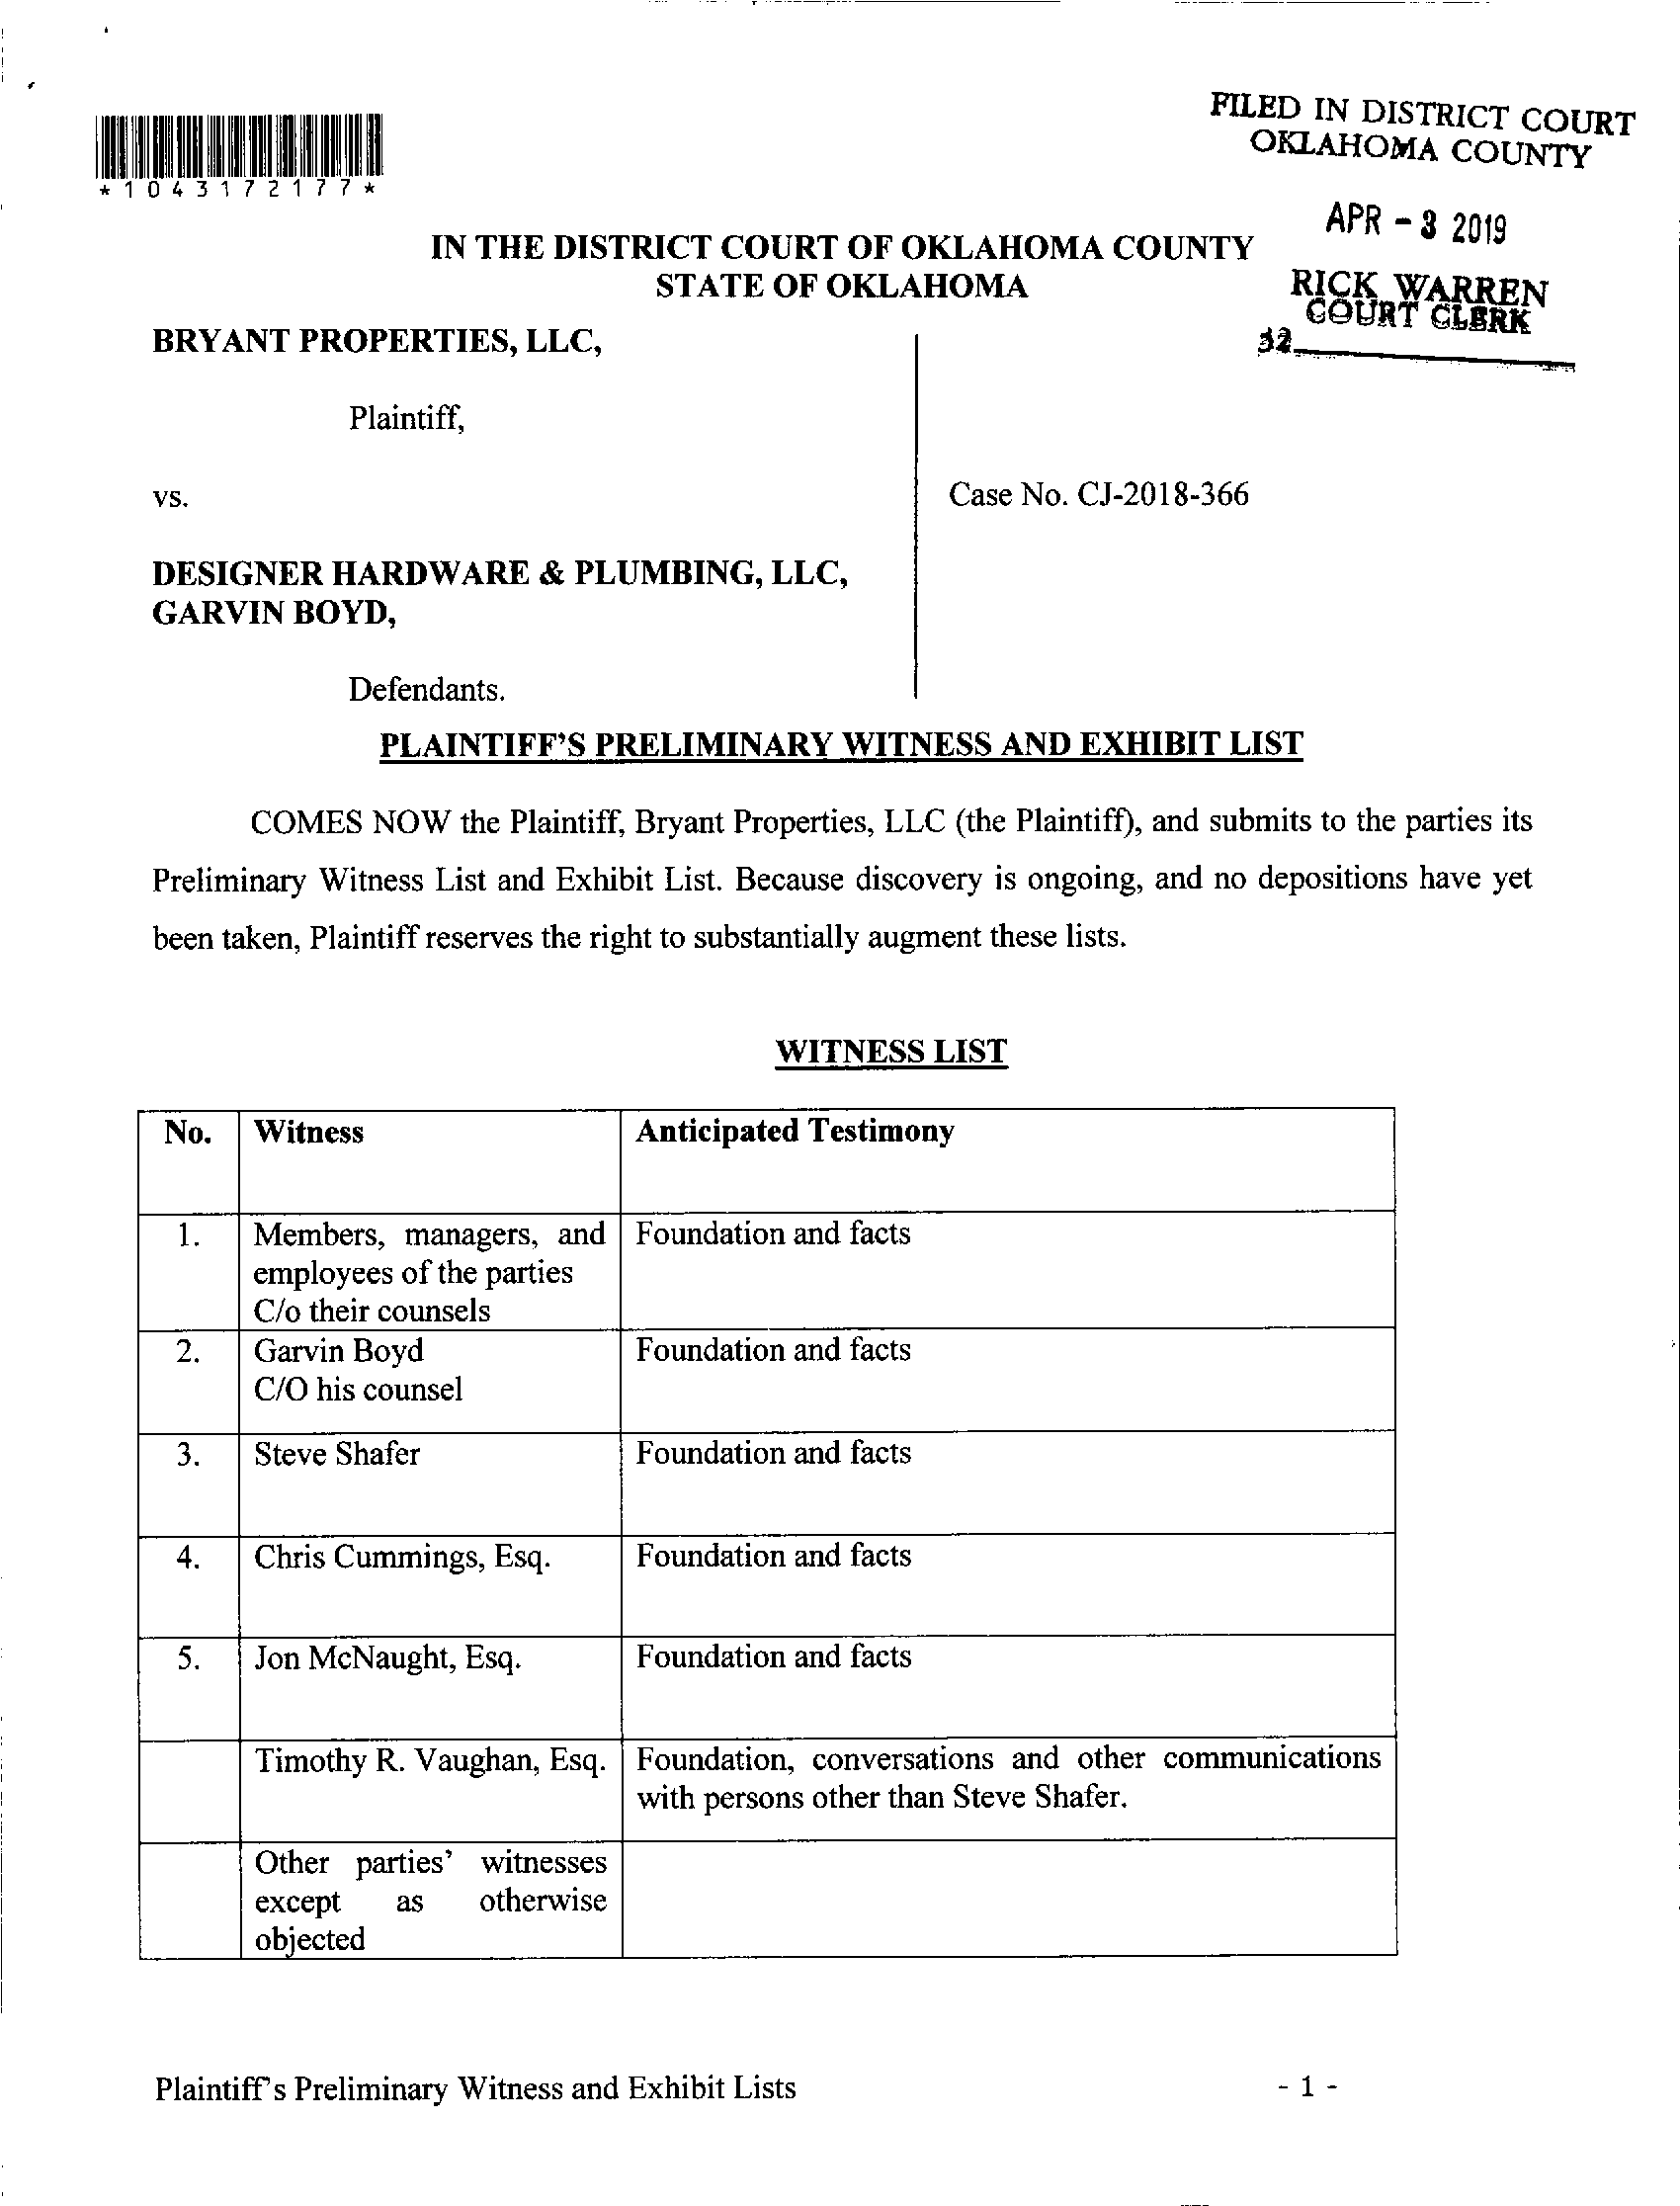 FILED IN DISTRICT COURT
OKLAHOMA COUNTY
*1043172177*
APR - 3 2019
IN THE DISTRICT COURT OF OKLAHOMA COUNTY
STATE OF OKLAHOMA
RICK WARREN
COURT CLERK
32
BRYANT PROPERTIES, LLC,
Plaintiff,
vs.
Case No. CJ-2018-366
DESIGNER HARDWARE & PLUMBING, LLC,
GARVIN BOYD,
Defendants.
PLAINTIFF'S PRELIMINARY WITNESS AND EXHIBIT LIST
COMES NOW the Plaintiff, Bryant Properties, LLC (the Plaintiff), and submits to the parties its
Preliminary Witness List and Exhibit List. Because discovery is ongoing, and no depositions have yet
been taken, Plaintiff reserves the right to substantially augment these lists.
WITNESS LIST
No. Witness Anticipated Testimony
1. Members, managers, and Foundation and facts
employees of the parties
C/o their counsels
2. Garvin Boyd Foundation and facts
C/O his counsel
3. Steve Shafer Foundation and facts
4. Chris Cummings, Esq. Foundation and facts
5. Jon McNaught, Esq. Foundation and facts
Timothy R. Vaughan, Esq. Foundation, conversations and other communications
with persons other than Steve Shafer.
Other parties' witnesses
except as otherwise
objected
Plaintiff's Preliminary Witness and Exhibit Lists - 1 -